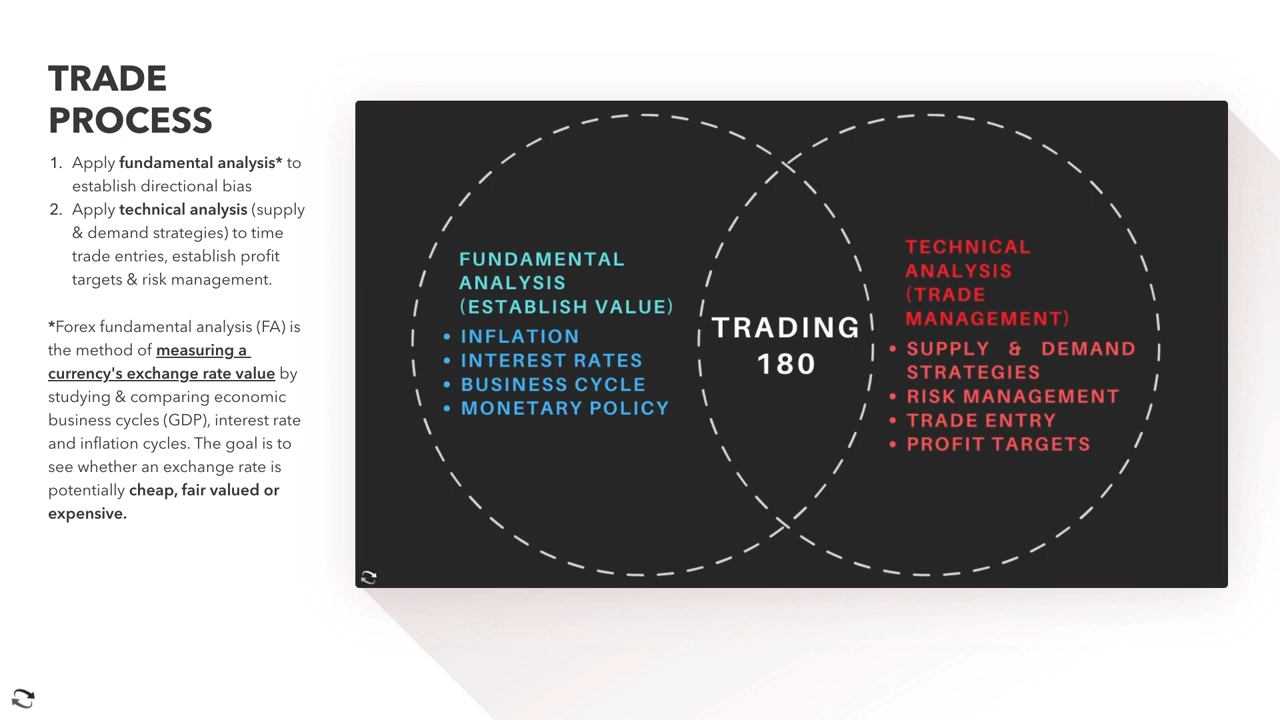 TRADE
PROCESS
1. Apply fundamental analysis* to
establish directional bias
2. Apply technical analysis (supply
& demand strategies) to time
trade entries, establish profit
targets & risk management.
*Forex fundamental analysis (FA) is
the method of measuring a
currency's exchange rate value by
studying & comparing economic
business cycles (GDP), interest rate
and inflation cycles. The goal is to
see whether an exchange rate is
potentially cheap, fair valued or
expensive.
FUNDAMENTAL
ANALYSIS
(ESTABLISH VALUE)
• INFLATION
• INTEREST RATES
• BUSINESS CYCLE
• MONETARY POLICY
TRADING
180
TECHNICAL
ANALYSIS
(TRADE
MANAGEMENT)
• SUPPLY & DEMAND
STRATEGIES
• RISK MANAGEMENT
• TRADE ENTRY
• PROFIT TARGETS